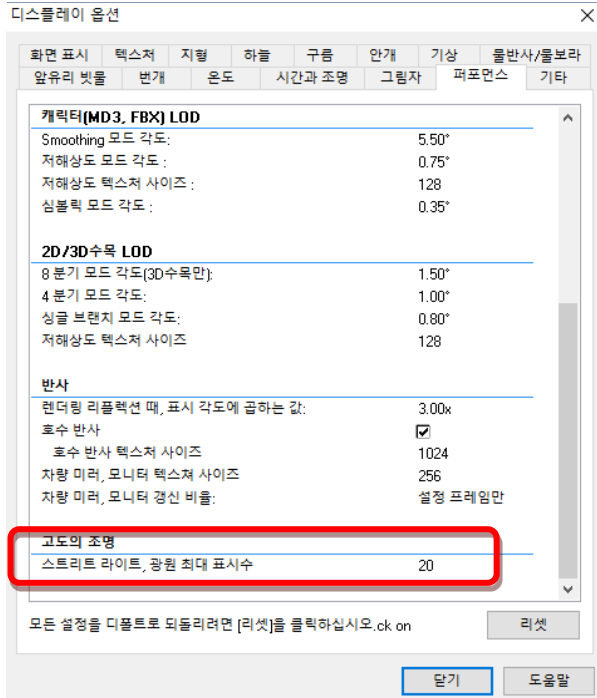 디스플레이 옵션
화면 표시 텍스처 지형 하늘 구름 안개 기상 물반사/물보라
앞유리 빗물 번개 온도 시간과 조명 그림자 퍼포먼스 기타
캐릭터(MD3, FBX) LOD
Smoothing 모드 각도: 5.50°
저해상도 모드 각도 : 0.75°
저해상도 텍스처 사이즈 : 128
심볼릭 모드 각도 : 0.35°
2D/3D수목 LOD
8 분기 모드 각도(3D수목만): 1.50°
4 분기 모드 각도: 1.00°
싱글 브랜치 모드 각도: 0.80°
저해상도 텍스처 사이즈 128
반사
렌더링 리플렉션 때, 표시 각도에 곱하는 값: 3.00x
호수 반사
호수 반사 텍스처 사이즈 1024
차량 미러, 모니터 텍스쳐 사이즈 256
차량 미러, 모니터 갱신 비율: 설정 프레임만
고도의 조명
스트리트 라이트, 광원 최대 표시수 20
모든 설정을 디폴트로 되돌리려면 [리셋]을 클릭하십시오.ck on 리셋
닫기 도움말